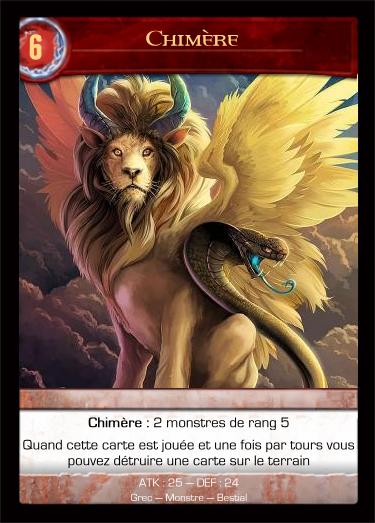 6
Chimère
Chimère : 2 monstres de rang 5
Quand cette carte est jouée et une fois par tours vous
pouvez détruire une carte sur le terrain
ATK : 25 — DEF : 24
Grec — Monstre — Bestial